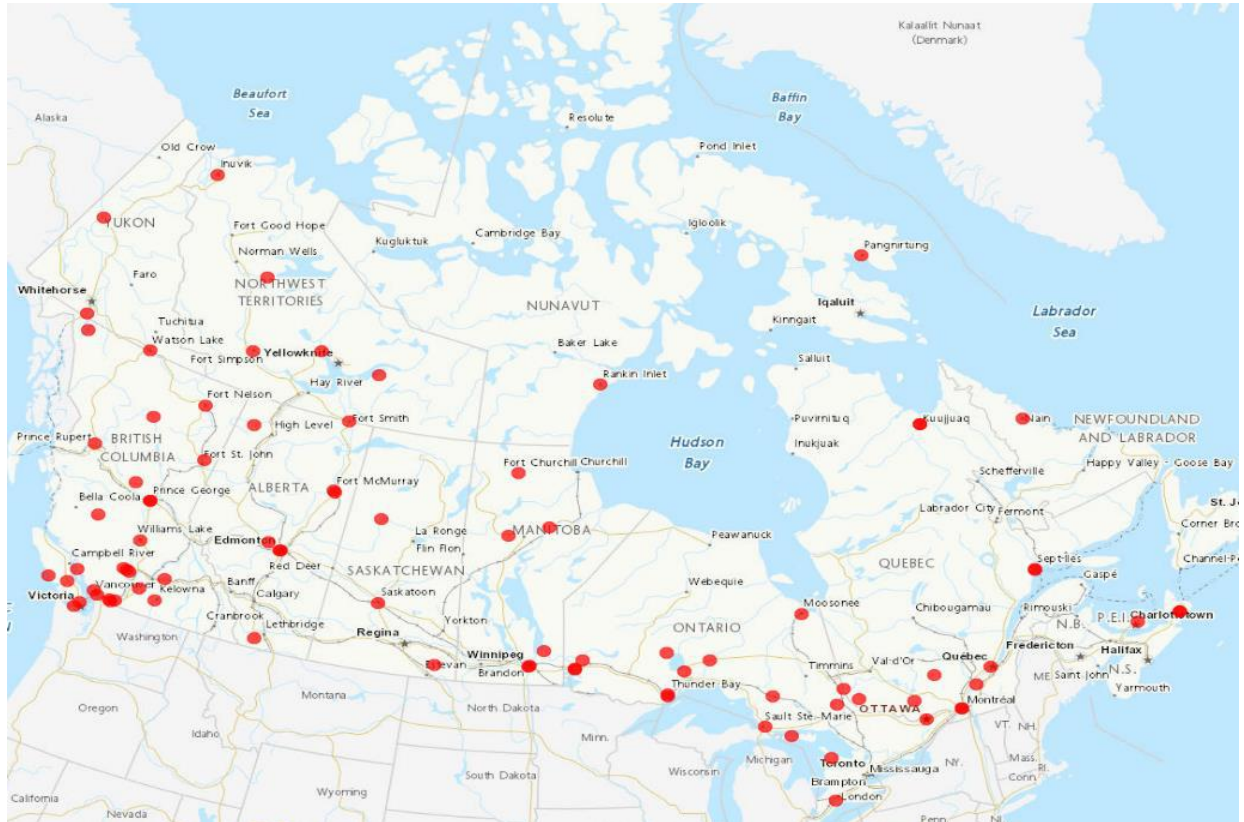 Kalaallit Nunaat
(Denmark)
Beaufort
Sea
Baffin
Bay
Alaska
Resolute
Old Crow
Pond Inlet
Inuvik
YUKON
Fort Good Hope
Igloolik
Cambridge Bay
Kugluktuk
Pangnirtung
Norman Wells
Faro
NORTHWEST
TERRITORIES
Whitehorse
NUNAVUT
Iqaluit
Labrador
Sea
Kinngait
Tuchitua
Watson Lake
Fort Simpson
Yellowknife
Baker Lake
Salluit
Hay River
Rankin Inlet
Fort Nelson
Fort Smith
Puvirnituq
Kuujjuaq
Nain
NEWFOUNDLAND
AND LABRADOR
Prince Rupert
BRITISH
COLUMBIA
High Level
Hudson
Bay
Inukjuak
Fort St. John
Fort Churchill
Churchill
Schefferville
Happy Valley - Goose Bay
ALBERTA
Fort McMurray
Bella Coola
Prince George
St. J
Labrador City
Fermont
Williams Lake
La Ronge
MANITOBA
Corner Bro
Edmonton
Flin Flon
Peawanuck
Campbell River
Red Deer
SASKATCHEWAN
QUEBEC
Sept-Iles
Channel-Po
Banff
Webequie
Gaspé
Vancouver
Kelowna
Victoria
Calgary
Saskatoon
Moosonee
Chibougamau
Rimouski
P.E.I.
Charlottetown
Cranbrook
Lethbridge
Yorkton
ONTARIO
N.B.
Washington
Regina
Winnipeg
Timmins
Val-d'Or
Québec
Fredericton
Halifax
Estevan
Brandon
Thunder Bay
ME
Saint John
N.S.
Montana
Yarmouth
Oregon
North Dakota
OTTAWA
Montréal
Sault Ste-Marie
VT.
NH.
Idaho
Minn.
Michigan
Toronto
Mississauga
NY.
Mass.
RI.
Conn.
South Dakota
Wisconsin
Brampton
London
Wyoming
California
Nevada
Penn.
NJ